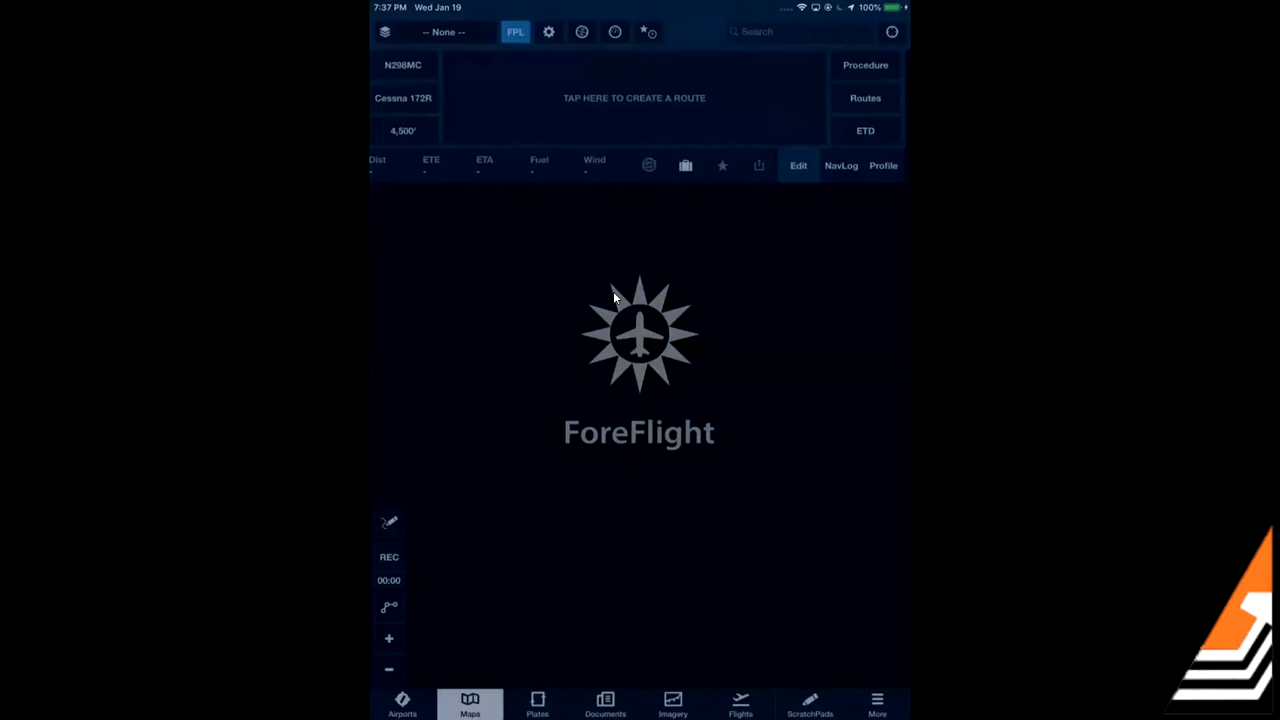 7:37 PM Wed Jan 19
100%
-- None --
FPL
Search
N298MC
Procedure
Cessna 172R
TAP HERE TO CREATE A ROUTE
Routes
4,500'
ETD
Dist ETE ETA Fuel Wind
- - - - -
Edit NavLog Profile
ForeFlight
REC
00:00
+
−
Airports Maps Plates Documents Imagery Flights ScratchPads More